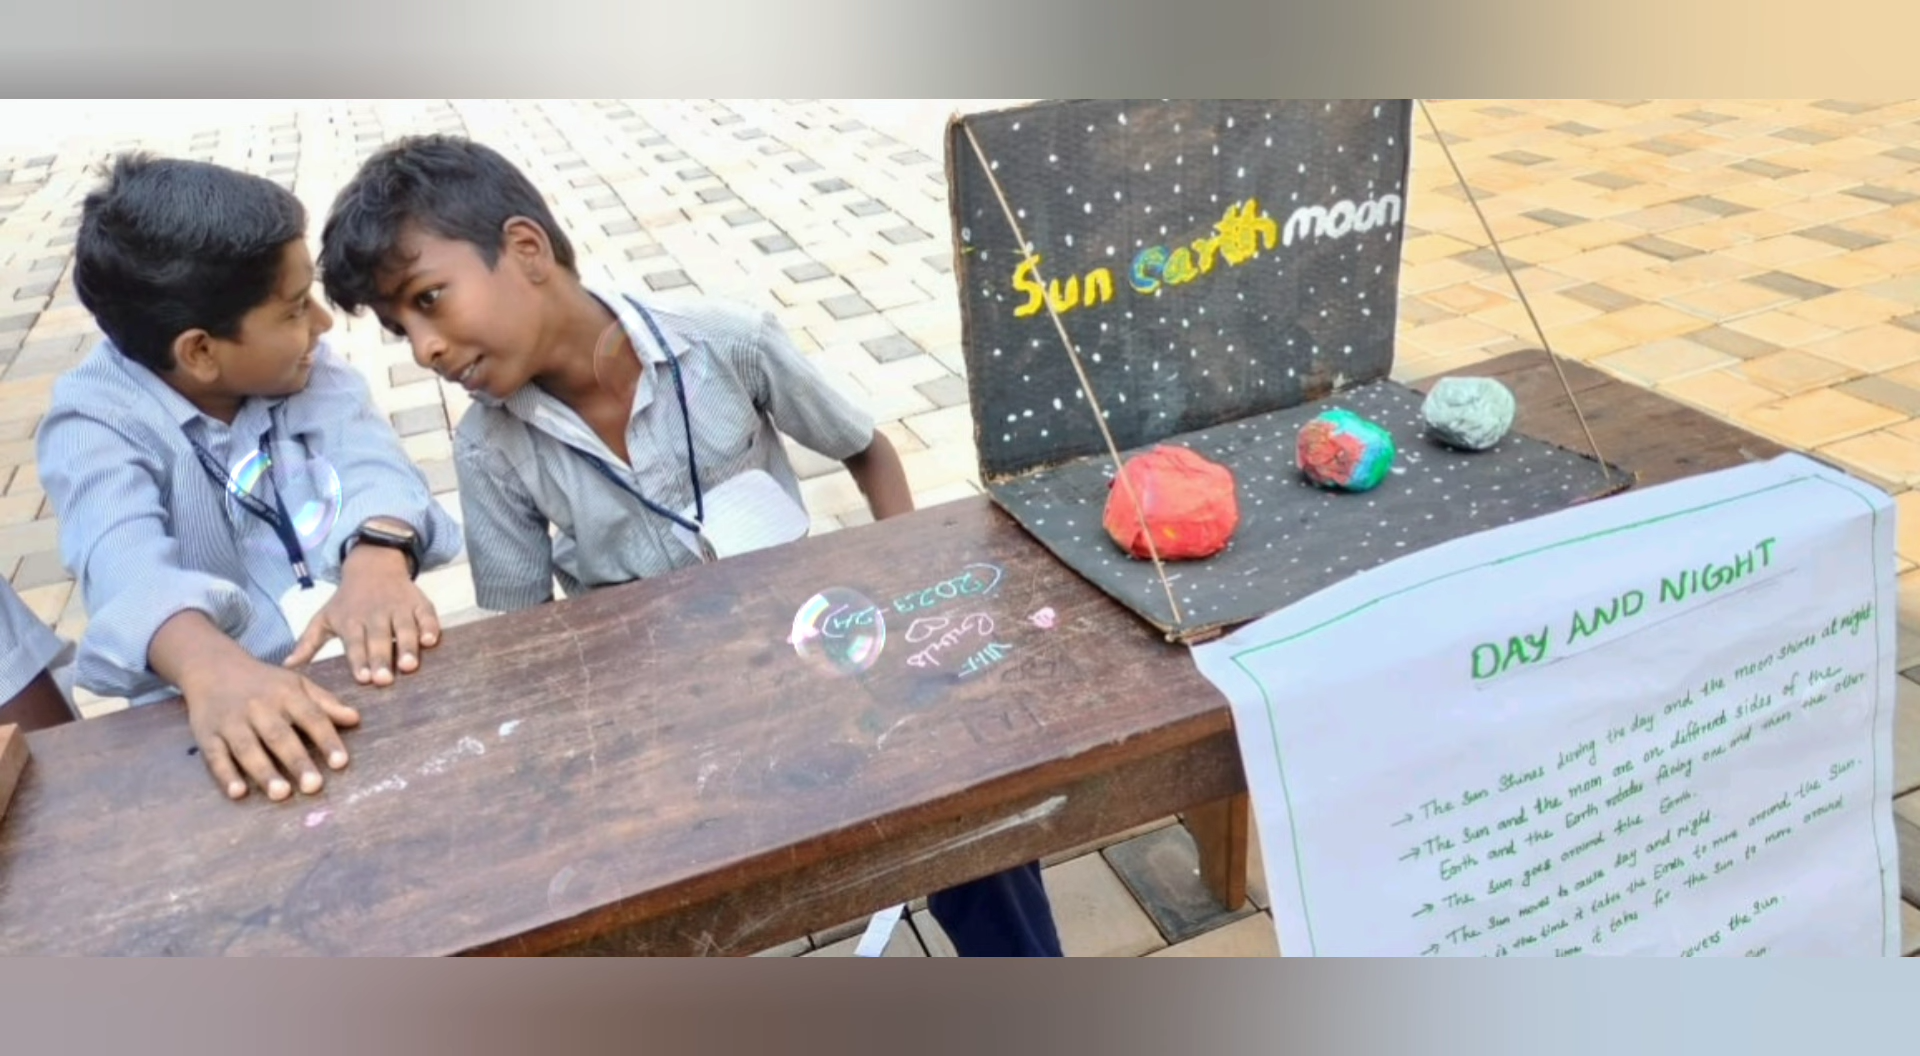 Sun earth moon
DAY AND NIGHT
→ The Sun Shines diring the day and the moon shines at night
→ The Sun and the moon are on different sides of the
Earth and the Earth rotates facing one and then the other
→ The Sun goes around the Earth.
→ The Sun moves to cause day and night.
is the time it takes the Earth to move around the Sun.
time it takes for the Sun to move around
covers the Sun.
(2023-24)